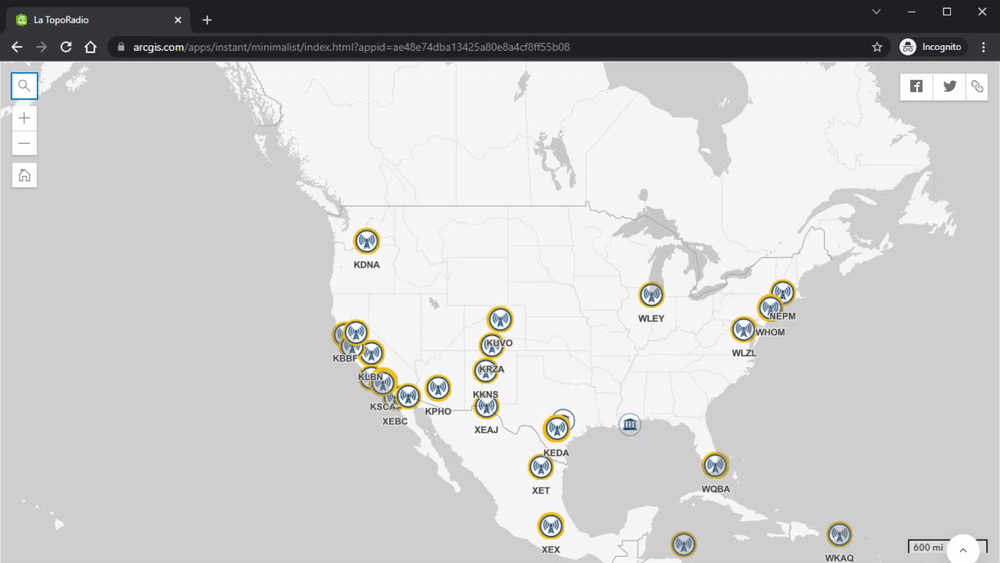 La TopoRadio
arcgis.com/apps/instant/minimalist/index.html?appid=ae48e74dba13425a80e8a4cf8ff55b08
Incognito
KDNA
WLEY
NEPM
WHOM
WLZL
KUVO
KBBF
KRZA
KLBN
KKNS
KSCA
KPHO
XEBC
XEAJ
KEDA
XET
WQBA
XEX
600 mi
WKAQ